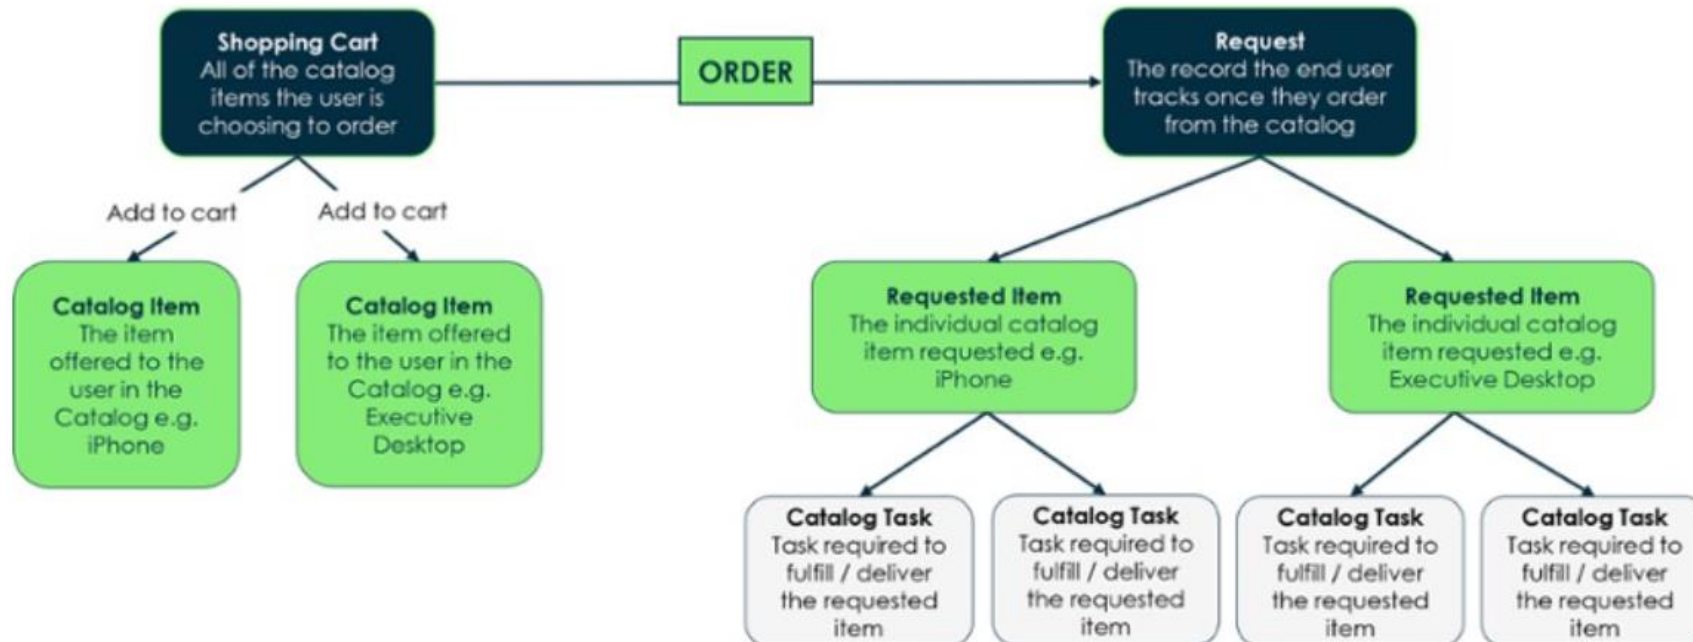 Shopping Cart
All of the catalog
items the user is
choosing to order
ORDER
Request
The record the end user
tracks once they order
from the catalog
Add to cart
Add to cart
Catalog Item
The item
offered to the
user in the
Catalog e.g.
iPhone
Catalog Item
The item offered
to the user in the
Catalog e.g.
Executive
Desktop
Requested Item
The individual catalog
item requested e.g.
iPhone
Requested Item
The individual catalog
item requested e.g.
Executive Desktop
Catalog Task
Task required to
fulfill / deliver
the requested
item
Catalog Task
Task required to
fulfill / deliver
the requested
item
Catalog Task
Task required to
fulfill / deliver
the requested
item
Catalog Task
Task required to
fulfill / deliver
the requested
item